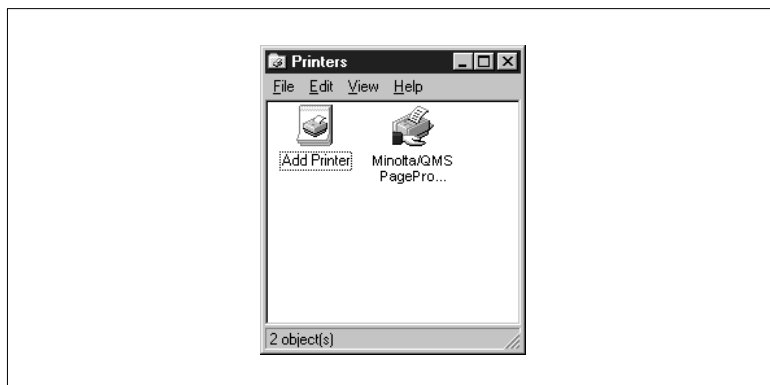 Printers
File Edit View Help
Add Printer
Minolta/QMS
PagePro...
2 object(s)